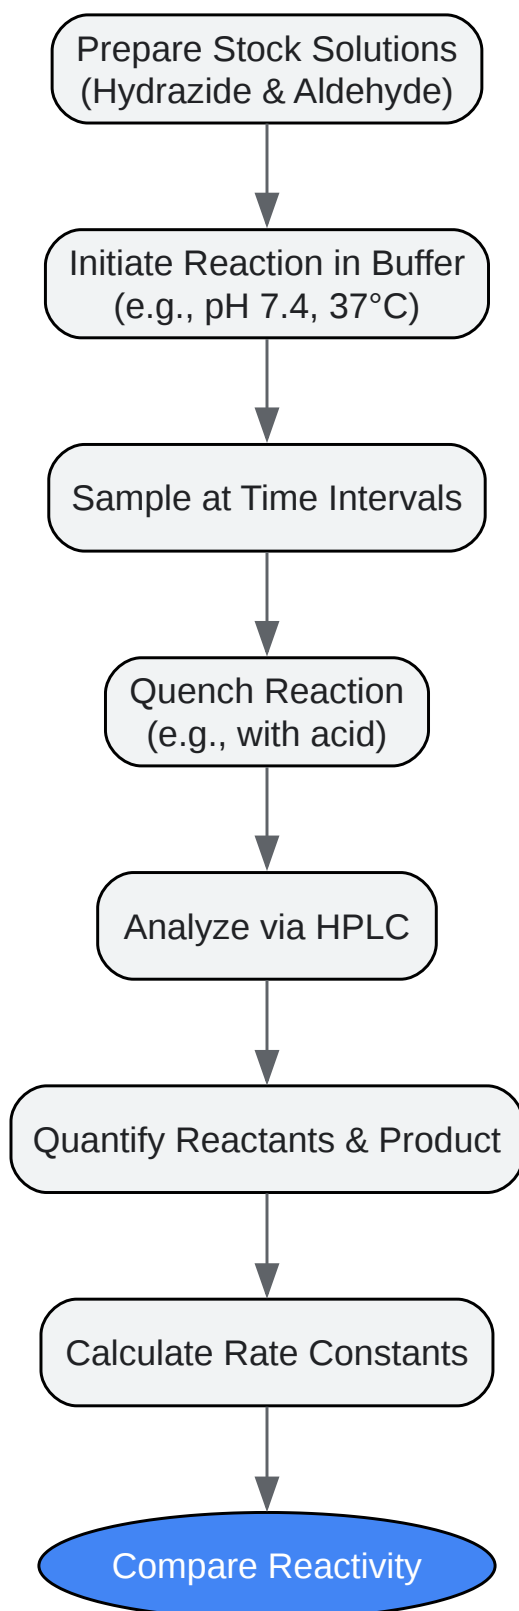 Prepare Stock Solutions
(Hydrazide & Aldehyde)
Initiate Reaction in Buffer
(e.g., pH 7.4, 37°C)
Sample at Time Intervals
Quench Reaction
(e.g., with acid)
Analyze via HPLC
Quantify Reactants & Product
Calculate Rate Constants
Compare Reactivity